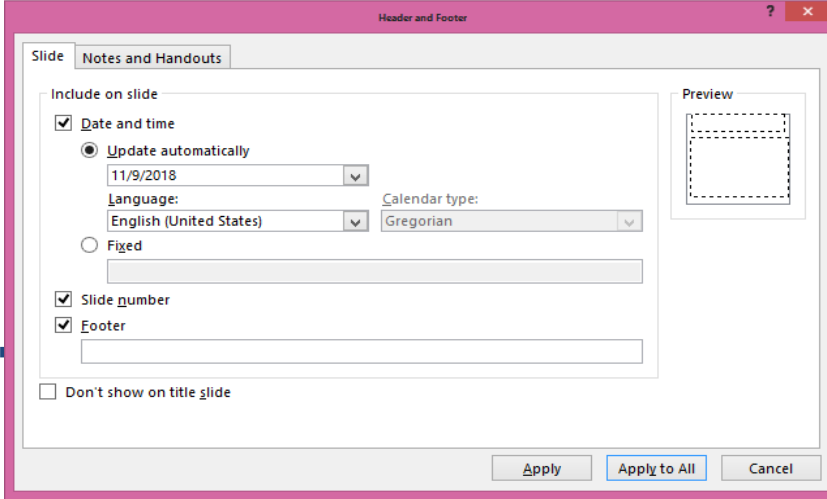 Header and Footer
? ×
Slide Notes and Handouts
Include on slide Preview
Date and time
Update automatically
11/9/2018
Language: Calendar type:
English (United States) Gregorian
Fixed
Slide number
Footer
Don't show on title slide
Apply Apply to All Cancel